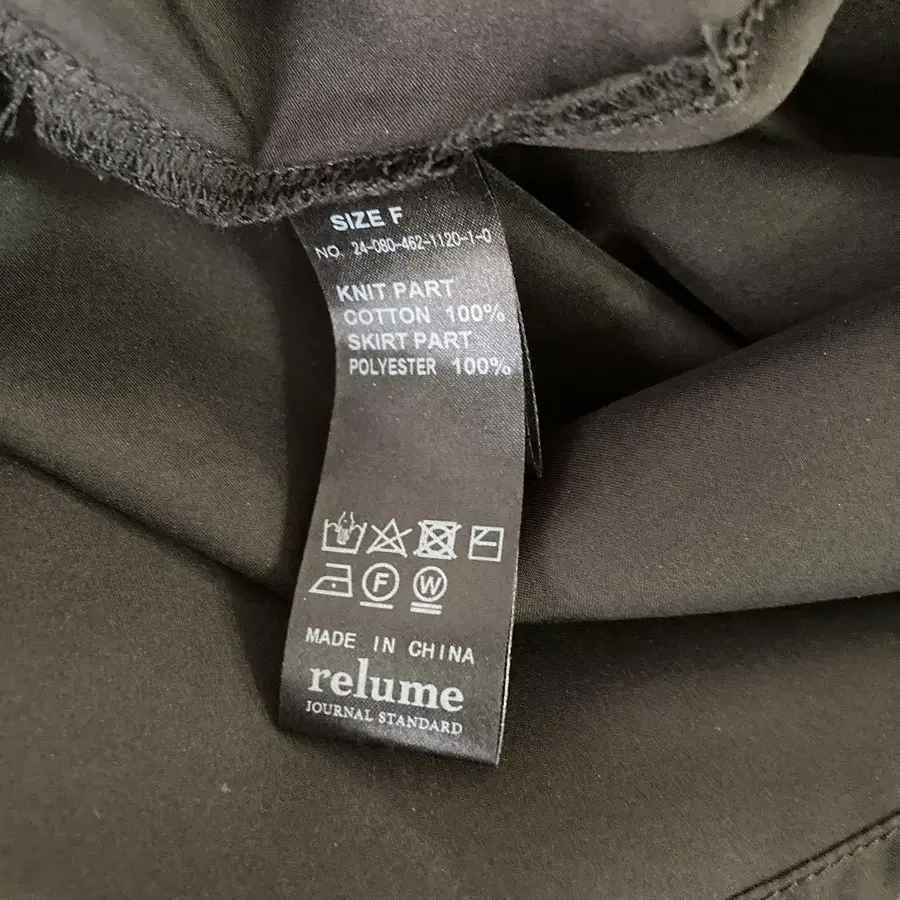 SIZE F
NO. 24-080-462-1120-1-0
KNIT PART
COTTON 100%
SKIRT PART
POLYESTER 100%
F W
MADE IN CHINA
relume
JOURNAL STANDARD